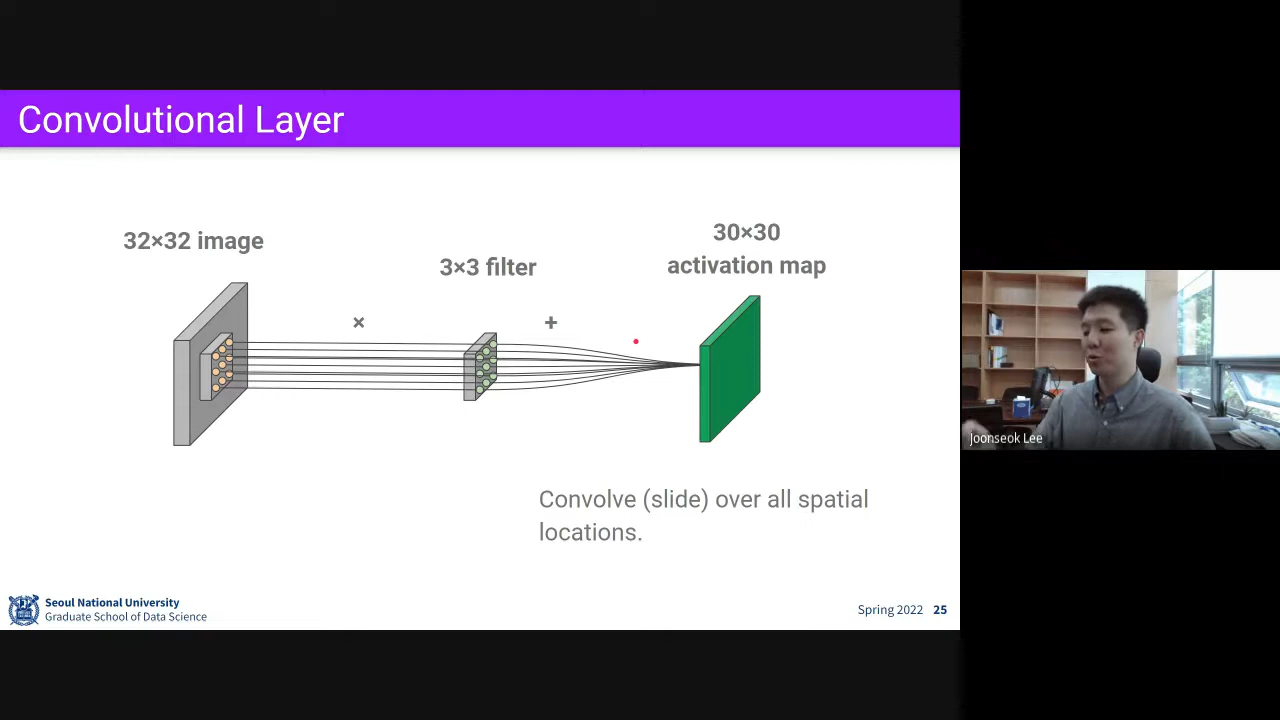 Convolutional Layer
32×32 image
3×3 filter
30×30
activation map
×
+
Convolve (slide) over all spatial
locations.
Seoul National University
Graduate School of Data Science
Spring 2022 25
Joonseok Lee